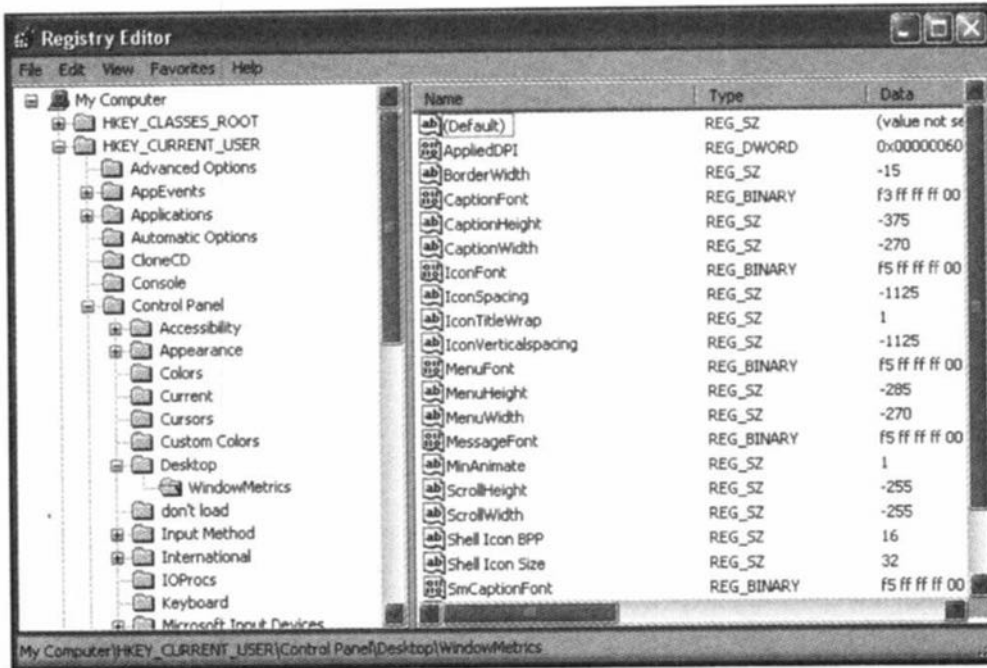 Registry Editor
File Edit View Favorites Help
My Computer
HKEY_CLASSES_ROOT
HKEY_CURRENT_USER
Advanced Options
AppEvents
Applications
Automatic Options
CloneCD
Console
Control Panel
Accessibility
Appearance
Colors
Current
Cursors
Custom Colors
Desktop
WindowMetrics
don't load
Input Method
International
IOProcs
Keyboard
Microsoft Input Devices
Name Type Data
(Default) REG_SZ (value not se
AppliedDPI REG_DWORD 0x00000060
BorderWidth REG_SZ -15
CaptionFont REG_BINARY f3 ff ff ff 00
CaptionHeight REG_SZ -375
CaptionWidth REG_SZ -270
IconFont REG_BINARY f5 ff ff ff 00
IconSpacing REG_SZ -1125
IconTitleWrap REG_SZ 1
IconVerticalspacing REG_SZ -1125
MenuFont REG_BINARY f5 ff ff ff 00
MenuHeight REG_SZ -285
MenuWidth REG_SZ -270
MessageFont REG_BINARY f5 ff ff ff 00
MinAnimate REG_SZ 1
ScrollHeight REG_SZ -255
ScrollWidth REG_SZ -255
Shell Icon BPP REG_SZ 16
Shell Icon Size REG_SZ 32
SmCaptionFont REG_BINARY f5 ff ff ff 00
My Computer\HKEY_CURRENT_USER\Control Panel\Desktop\WindowMetrics